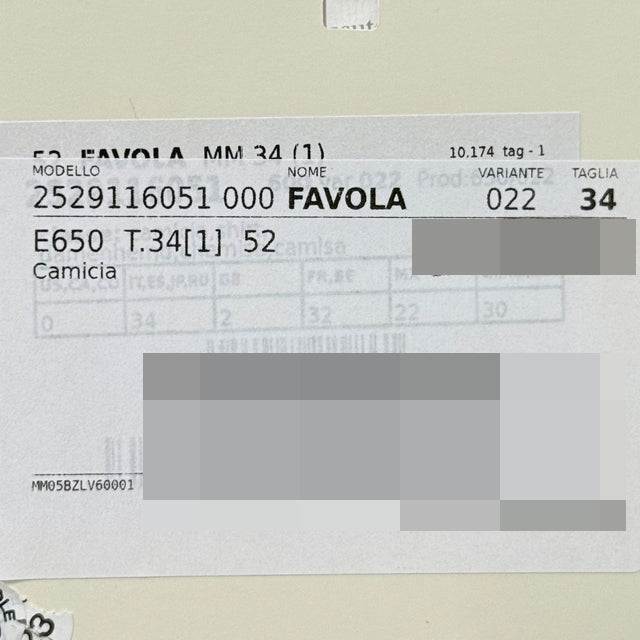 FAVOLA MM 34 (1) 10.174 tag - 1
MODELLO NOME VARIANTE TAGLIA
2529116051 000 FAVOLA 022 34
E650 T.34[1] 52
Camicia
US,CA,CO IT,ES,JP,RU GB FR,BE
0 34 2 32 22 30
MM05BZLV60001